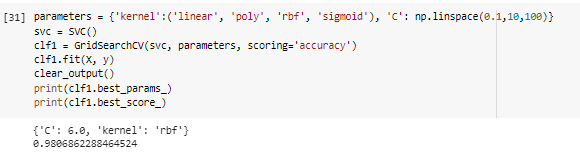 [31] parameters = {'kernel':('linear', 'poly', 'rbf', 'sigmoid'), 'C': np.linspace(0.1,10,100)}
svc = SVC()
clf1 = GridSearchCV(svc, parameters, scoring='accuracy')
clf1.fit(X, y)
clear_output()
print(clf1.best_params_)
print(clf1.best_score_)
{'C': 6.0, 'kernel': 'rbf'}
0.9806862288464524